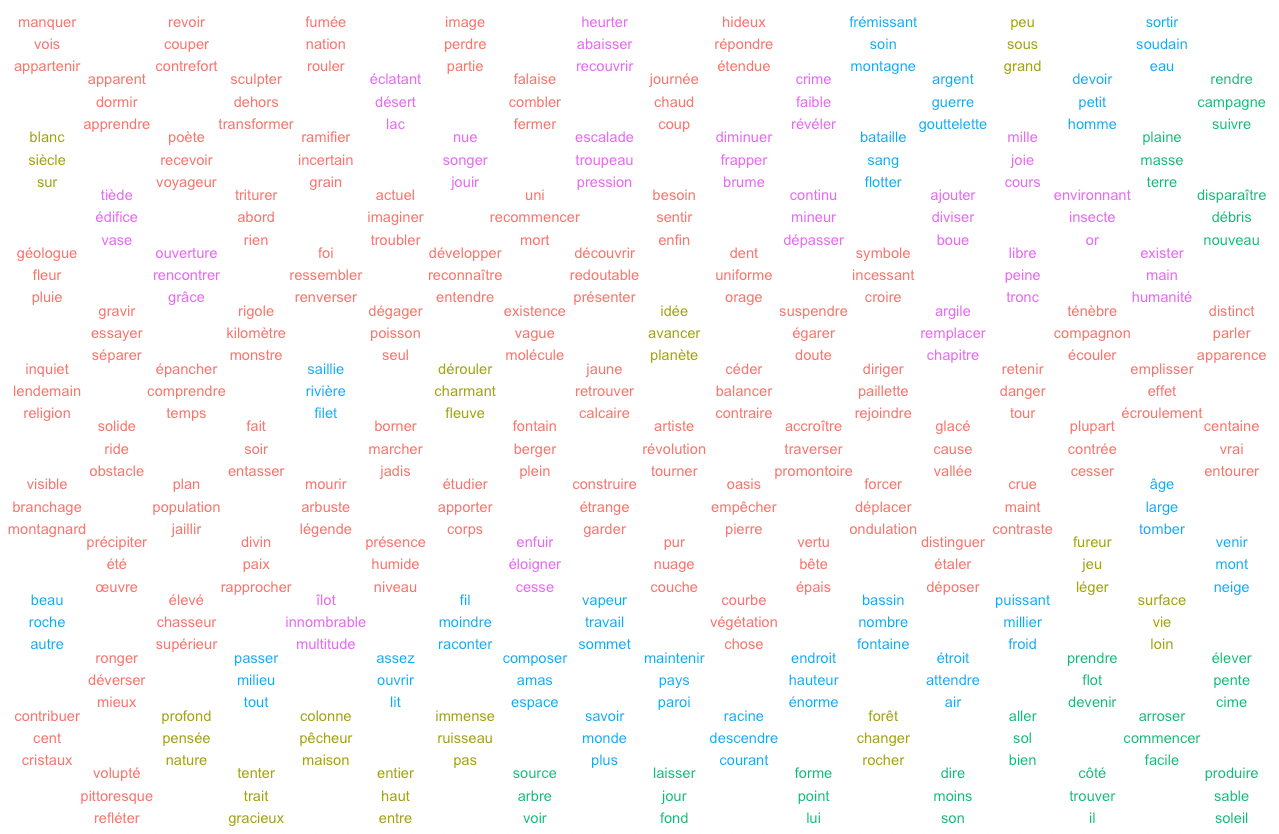 manquer revoir fumée image heurter hideux frémissant peu sortir
vois couper nation perdre abaisser répondre soin sous soudain
appartenir contrefort rouler partie recouvrir étendue montagne grand eau
apparent sculpter éclatant falaise journée crime argent devoir rendre
dormir dehors désert combler chaud faible guerre petit campagne
apprendre transformer lac fermer coup révéler gouttelette homme suivre
blanc poète ramifier nue escalade diminuer bataille mille plaine
siècle recevoir incertain songer troupeau frapper sang joie masse
sur voyageur grain jouir pression brume flotter cours terre
tiède triturer actuel uni besoin continu ajouter environnant disparaître
édifice abord imaginer recommencer sentir mineur diviser insecte débris
vase rien troubler mort enfin dépasser boue or nouveau
géologue ouverture foi développer découvrir dent symbole libre exister
fleur rencontrer ressembler reconnaître redoutable uniforme incessant peine main
pluie grâce renverser entendre présenter orage croire tronc humanité
gravir rigole dégager existence idée suspendre argile ténèbre distinct
essayer kilomètre poisson vague avancer égarer remplacer compagnon parler
séparer monstre seul molécule planète doute chapitre écouler apparence
inquiet épancher saillie dérouler jaune céder diriger retenir emplisser
lendemain comprendre rivière charmant retrouver balancer paillette danger effet
religion temps filet fleuve calcaire contraire rejoindre tour écroulement
solide fait borner fontain artiste accroître glacé plupart centaine
ride soir marcher berger révolution traverser cause contrée vrai
obstacle entasser jadis plein tourner promontoire vallée cesser entourer
visible plan mourir étudier construire oasis forcer crue âge
branchage population arbuste apporter étrange empêcher déplacer maint large
montagnard jaillir légende corps garder pierre ondulation contraste tomber
précipiter divin présence enfuir pur vertu distinguer fureur venir
été paix humide éloigner nuage bête étaler jeu mont
œuvre rapprocher niveau cesse couche épais déposer léger neige
beau élevé îlot fil vapeur courbe bassin puissant surface
roche chasseur innombrable moindre travail végétation nombre millier vie
autre supérieur multitude raconter sommet chose fontaine froid loin
ronger passer assez composer maintenir endroit étroit prendre élever
déverser milieu ouvrir amas pays hauteur attendre flot pente
mieux tout lit espace paroi énorme air devenir cime
contribuer profond colonne immense savoir racine forêt aller arroser
cent pensée pêcheur ruisseau monde descendre changer sol commencer
cristaux nature maison pas plus courant rocher bien facile
volupté tenter entier source laisser forme dire côté produire
pittoresque trait haut arbre jour point moins trouver sable
refléter gracieux entre voir fond lui son il soleil